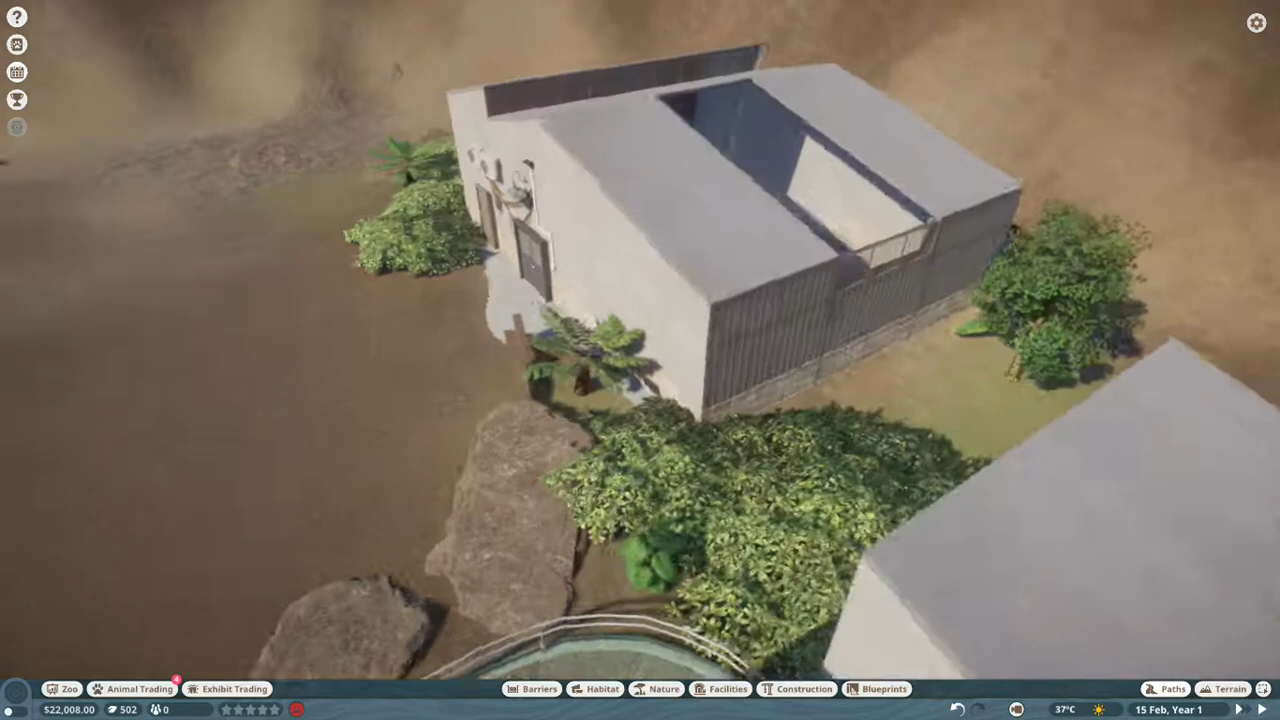 ?
4
Zoo
Animal Trading
Exhibit Trading
Barriers
Habitat
Nature
Facilities
Construction
Blueprints
Paths
Terrain
$22,008.00
502
0
37°C
15 Feb, Year 1